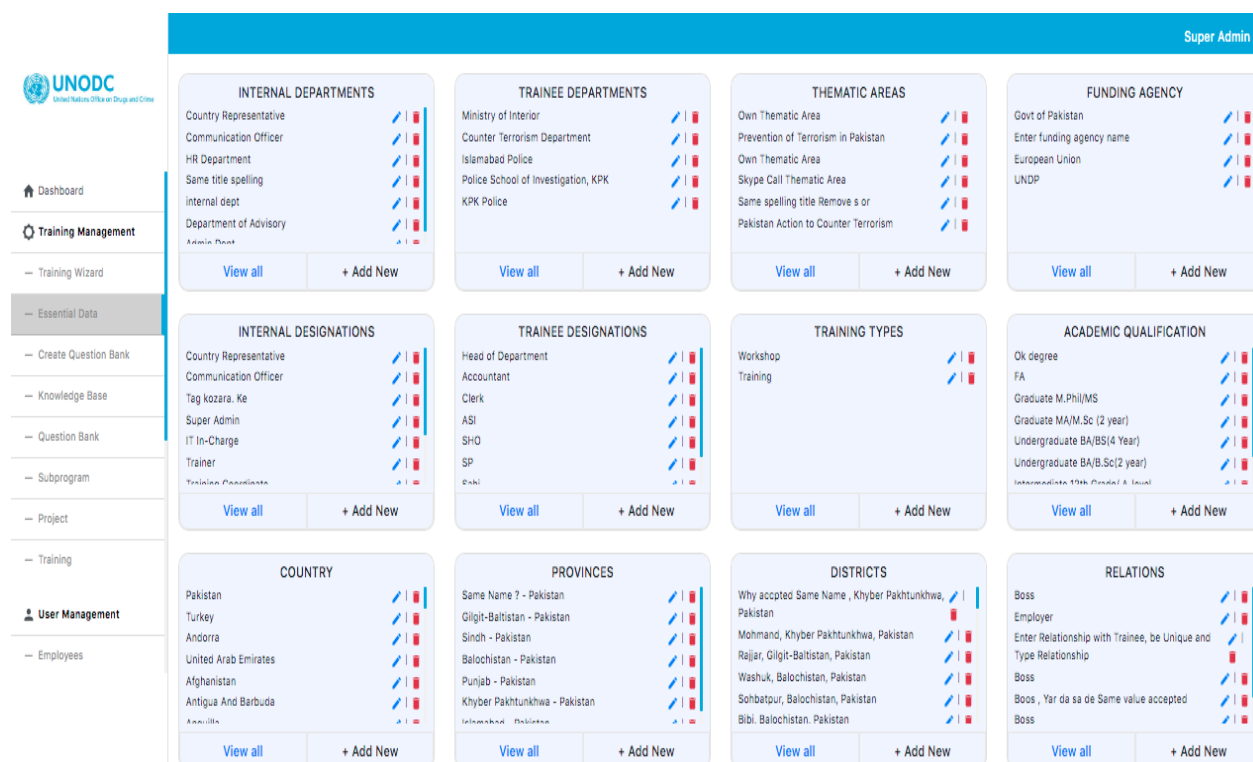 Super Admin
UNODC
United Nations Office on Drugs and Crime
Dashboard
Training Management
Training Wizard
Essential Data
Create Question Bank
Knowledge Base
Question Bank
Subprogram
Project
Training
User Management
Employees
INTERNAL DEPARTMENTS
Country Representative
Communication Officer
HR Department
Same title spelling
internal dept
Department of Advisory
Admin Dept
View all
+ Add New
TRAINEE DEPARTMENTS
Ministry of Interior
Counter Terrorism Department
Islamabad Police
Police School of Investigation, KPK
KPK Police
View all
+ Add New
THEMATIC AREAS
Own Thematic Area
Prevention of Terrorism in Pakistan
Own Thematic Area
Skype Call Thematic Area
Same spelling title Remove s or
Pakistan Action to Counter Terrorism
View all
+ Add New
FUNDING AGENCY
Govt of Pakistan
Enter funding agency name
European Union
UNDP
View all
+ Add New
INTERNAL DESIGNATIONS
Country Representative
Communication Officer
Tag kozara. Ke
Super Admin
IT In-Charge
Trainer
Training Coordinate
View all
+ Add New
TRAINEE DESIGNATIONS
Head of Department
Accountant
Clerk
ASI
SHO
SP
Sahi
View all
+ Add New
TRAINING TYPES
Workshop
Training
View all
+ Add New
ACADEMIC QUALIFICATION
Ok degree
FA
Graduate M.Phil/MS
Graduate MA/M.Sc (2 year)
Undergraduate BA/BS(4 Year)
Undergraduate BA/B.Sc(2 year)
Intermediate 12th Grade/ A level
View all
+ Add New
COUNTRY
Pakistan
Turkey
Andorra
United Arab Emirates
Afghanistan
Antigua And Barbuda
Anguilla
View all
+ Add New
PROVINCES
Same Name ? - Pakistan
Gilgit-Baltistan - Pakistan
Sindh - Pakistan
Balochistan - Pakistan
Punjab - Pakistan
Khyber Pakhtunkhwa - Pakistan
Islamabad - Pakistan
View all
+ Add New
DISTRICTS
Why accpted Same Name , Khyber Pakhtunkhwa,
Pakistan
Mohmand, Khyber Pakhtunkhwa, Pakistan
Rajjar, Gilgit-Baltistan, Pakistan
Washuk, Balochistan, Pakistan
Sohbatpur, Balochistan, Pakistan
Bibi, Balochistan, Pakistan
View all
+ Add New
RELATIONS
Boss
Employer
Enter Relationship with Trainee, be Unique and
Type Relationship
Boss
Boos , Yar da sa de Same value accepted
Boss
View all
+ Add New